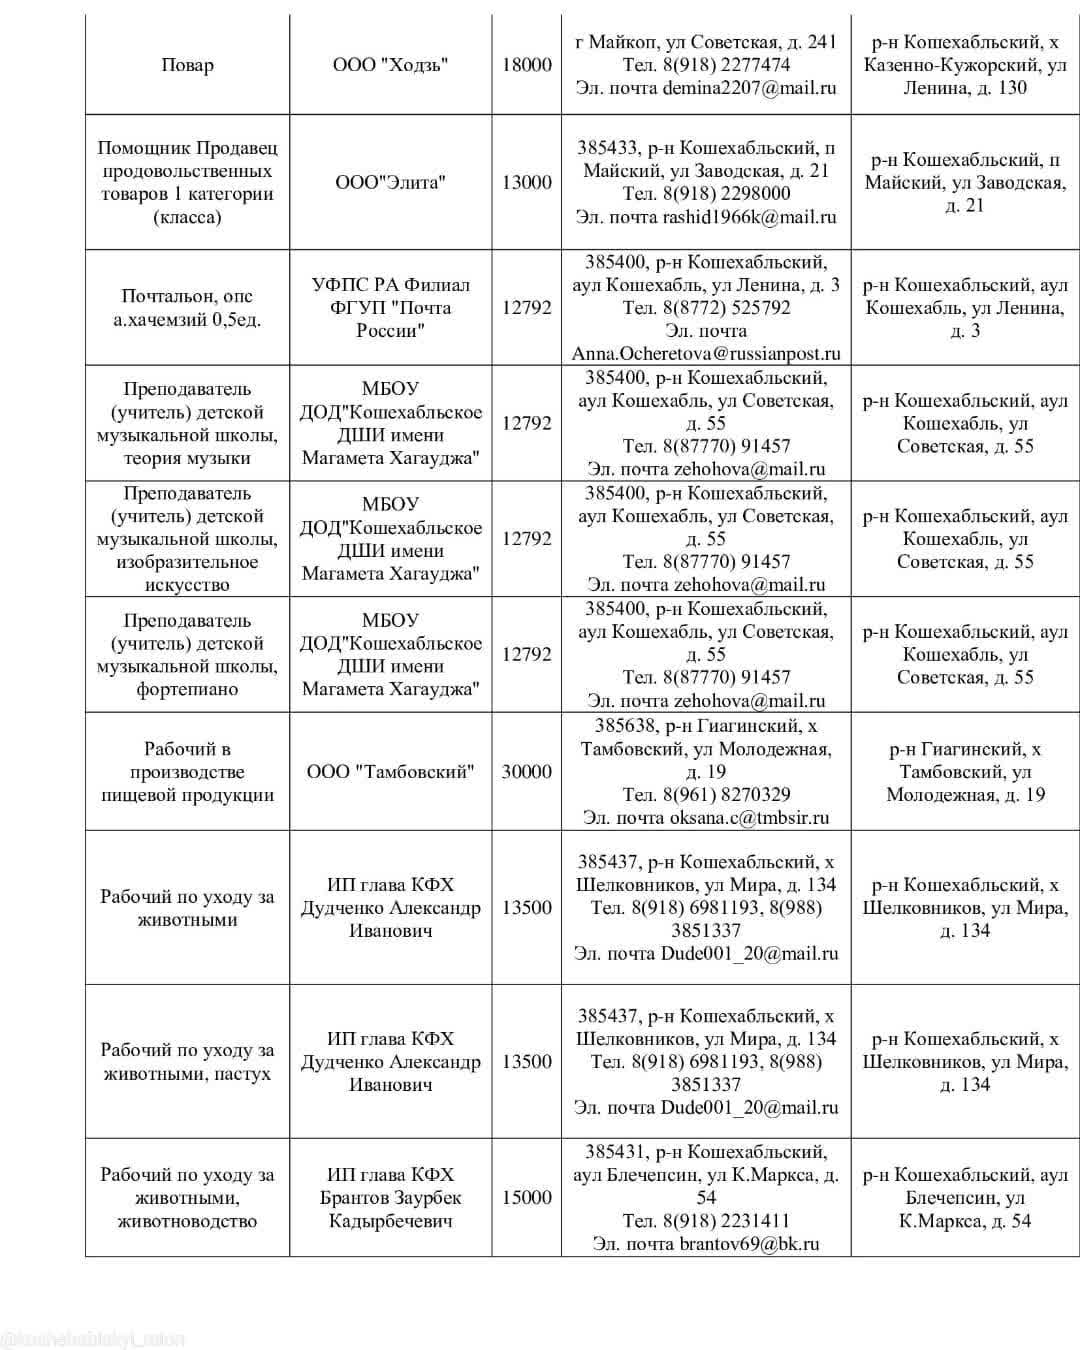 Повар
ООО "Ходзь"
18000
г Майкоп, ул Советская, д. 241
Тел. 8(918) 2277474
Эл. почта demina2207@mail.ru
р-н Кошехабльский, х
Казенно-Кужорский, ул
Ленина, д. 130
Помощник Продавец
продовольственных
товаров 1 категории
(класса)
ООО"Элита"
13000
385433, р-н Кошехабльский, п
Майский, ул Заводская, д. 21
Тел. 8(918) 2298000
Эл. почта rashid1966k@mail.ru
р-н Кошехабльский, п
Майский, ул Заводская,
д. 21
Почтальон, опс
а.хачемзий 0,5ед.
УФПС РА Филиал
ФГУП "Почта
России"
12792
385400, р-н Кошехабльский,
аул Кошехабль, ул Ленина, д. 3
Тел. 8(8772) 525792
Эл. почта
Anna.Ocheretova@russianpost.ru
р-н Кошехабльский, аул
Кошехабль, ул Ленина,
д. 3
Преподаватель
(учитель) детской
музыкальной школы,
теория музыки
МБОУ
ДОД"Кошехабльское
ДШИ имени
Магамета Хагауджа"
12792
385400, р-н Кошехабльский,
аул Кошехабль, ул Советская,
д. 55
Тел. 8(87770) 91457
Эл. почта zehohova@mail.ru
р-н Кошехабльский, аул
Кошехабль, ул
Советская, д. 55
Преподаватель
(учитель) детской
музыкальной школы,
изобразительное
искусство
МБОУ
ДОД"Кошехабльское
ДШИ имени
Магамета Хагауджа"
12792
385400, р-н Кошехабльский,
аул Кошехабль, ул Советская,
д. 55
Тел. 8(87770) 91457
Эл. почта zehohova@mail.ru
р-н Кошехабльский, аул
Кошехабль, ул
Советская, д. 55
Преподаватель
(учитель) детской
музыкальной школы,
фортепиано
МБОУ
ДОД"Кошехабльское
ДШИ имени
Магамета Хагауджа"
12792
385400, р-н Кошехабльский,
аул Кошехабль, ул Советская,
д. 55
Тел. 8(87770) 91457
Эл. почта zehohova@mail.ru
р-н Кошехабльский, аул
Кошехабль, ул
Советская, д. 55
Рабочий в
производстве
пищевой продукции
ООО "Тамбовский"
30000
385638, р-н Гиагинский, х
Тамбовский, ул Молодежная,
д. 19
Тел. 8(961) 8270329
Эл. почта oksana.c@tmbsir.ru
р-н Гиагинский, х
Тамбовский, ул
Молодежная, д. 19
Рабочий по уходу за
животными
ИП глава КФХ
Дудченко Александр
Иванович
13500
385437, р-н Кошехабльский, х
Шелковников, ул Мира, д. 134
Тел. 8(918) 6981193, 8(988)
3851337
Эл. почта Dude001_20@mail.ru
р-н Кошехабльский, х
Шелковников, ул Мира,
д. 134
Рабочий по уходу за
животными, пастух
ИП глава КФХ
Дудченко Александр
Иванович
13500
385437, р-н Кошехабльский, х
Шелковников, ул Мира, д. 134
Тел. 8(918) 6981193, 8(988)
3851337
Эл. почта Dude001_20@mail.ru
р-н Кошехабльский, х
Шелковников, ул Мира,
д. 134
Рабочий по уходу за
животными,
животноводство
ИП глава КФХ
Брантов Заурбек
Кадырбечевич
15000
385431, р-н Кошехабльский,
аул Блечепсин, ул К.Маркса, д.
54
Тел. 8(918) 2231411
Эл. почта brantov69@bk.ru
р-н Кошехабльский, аул
Блечепсин, ул
К.Маркса, д. 54